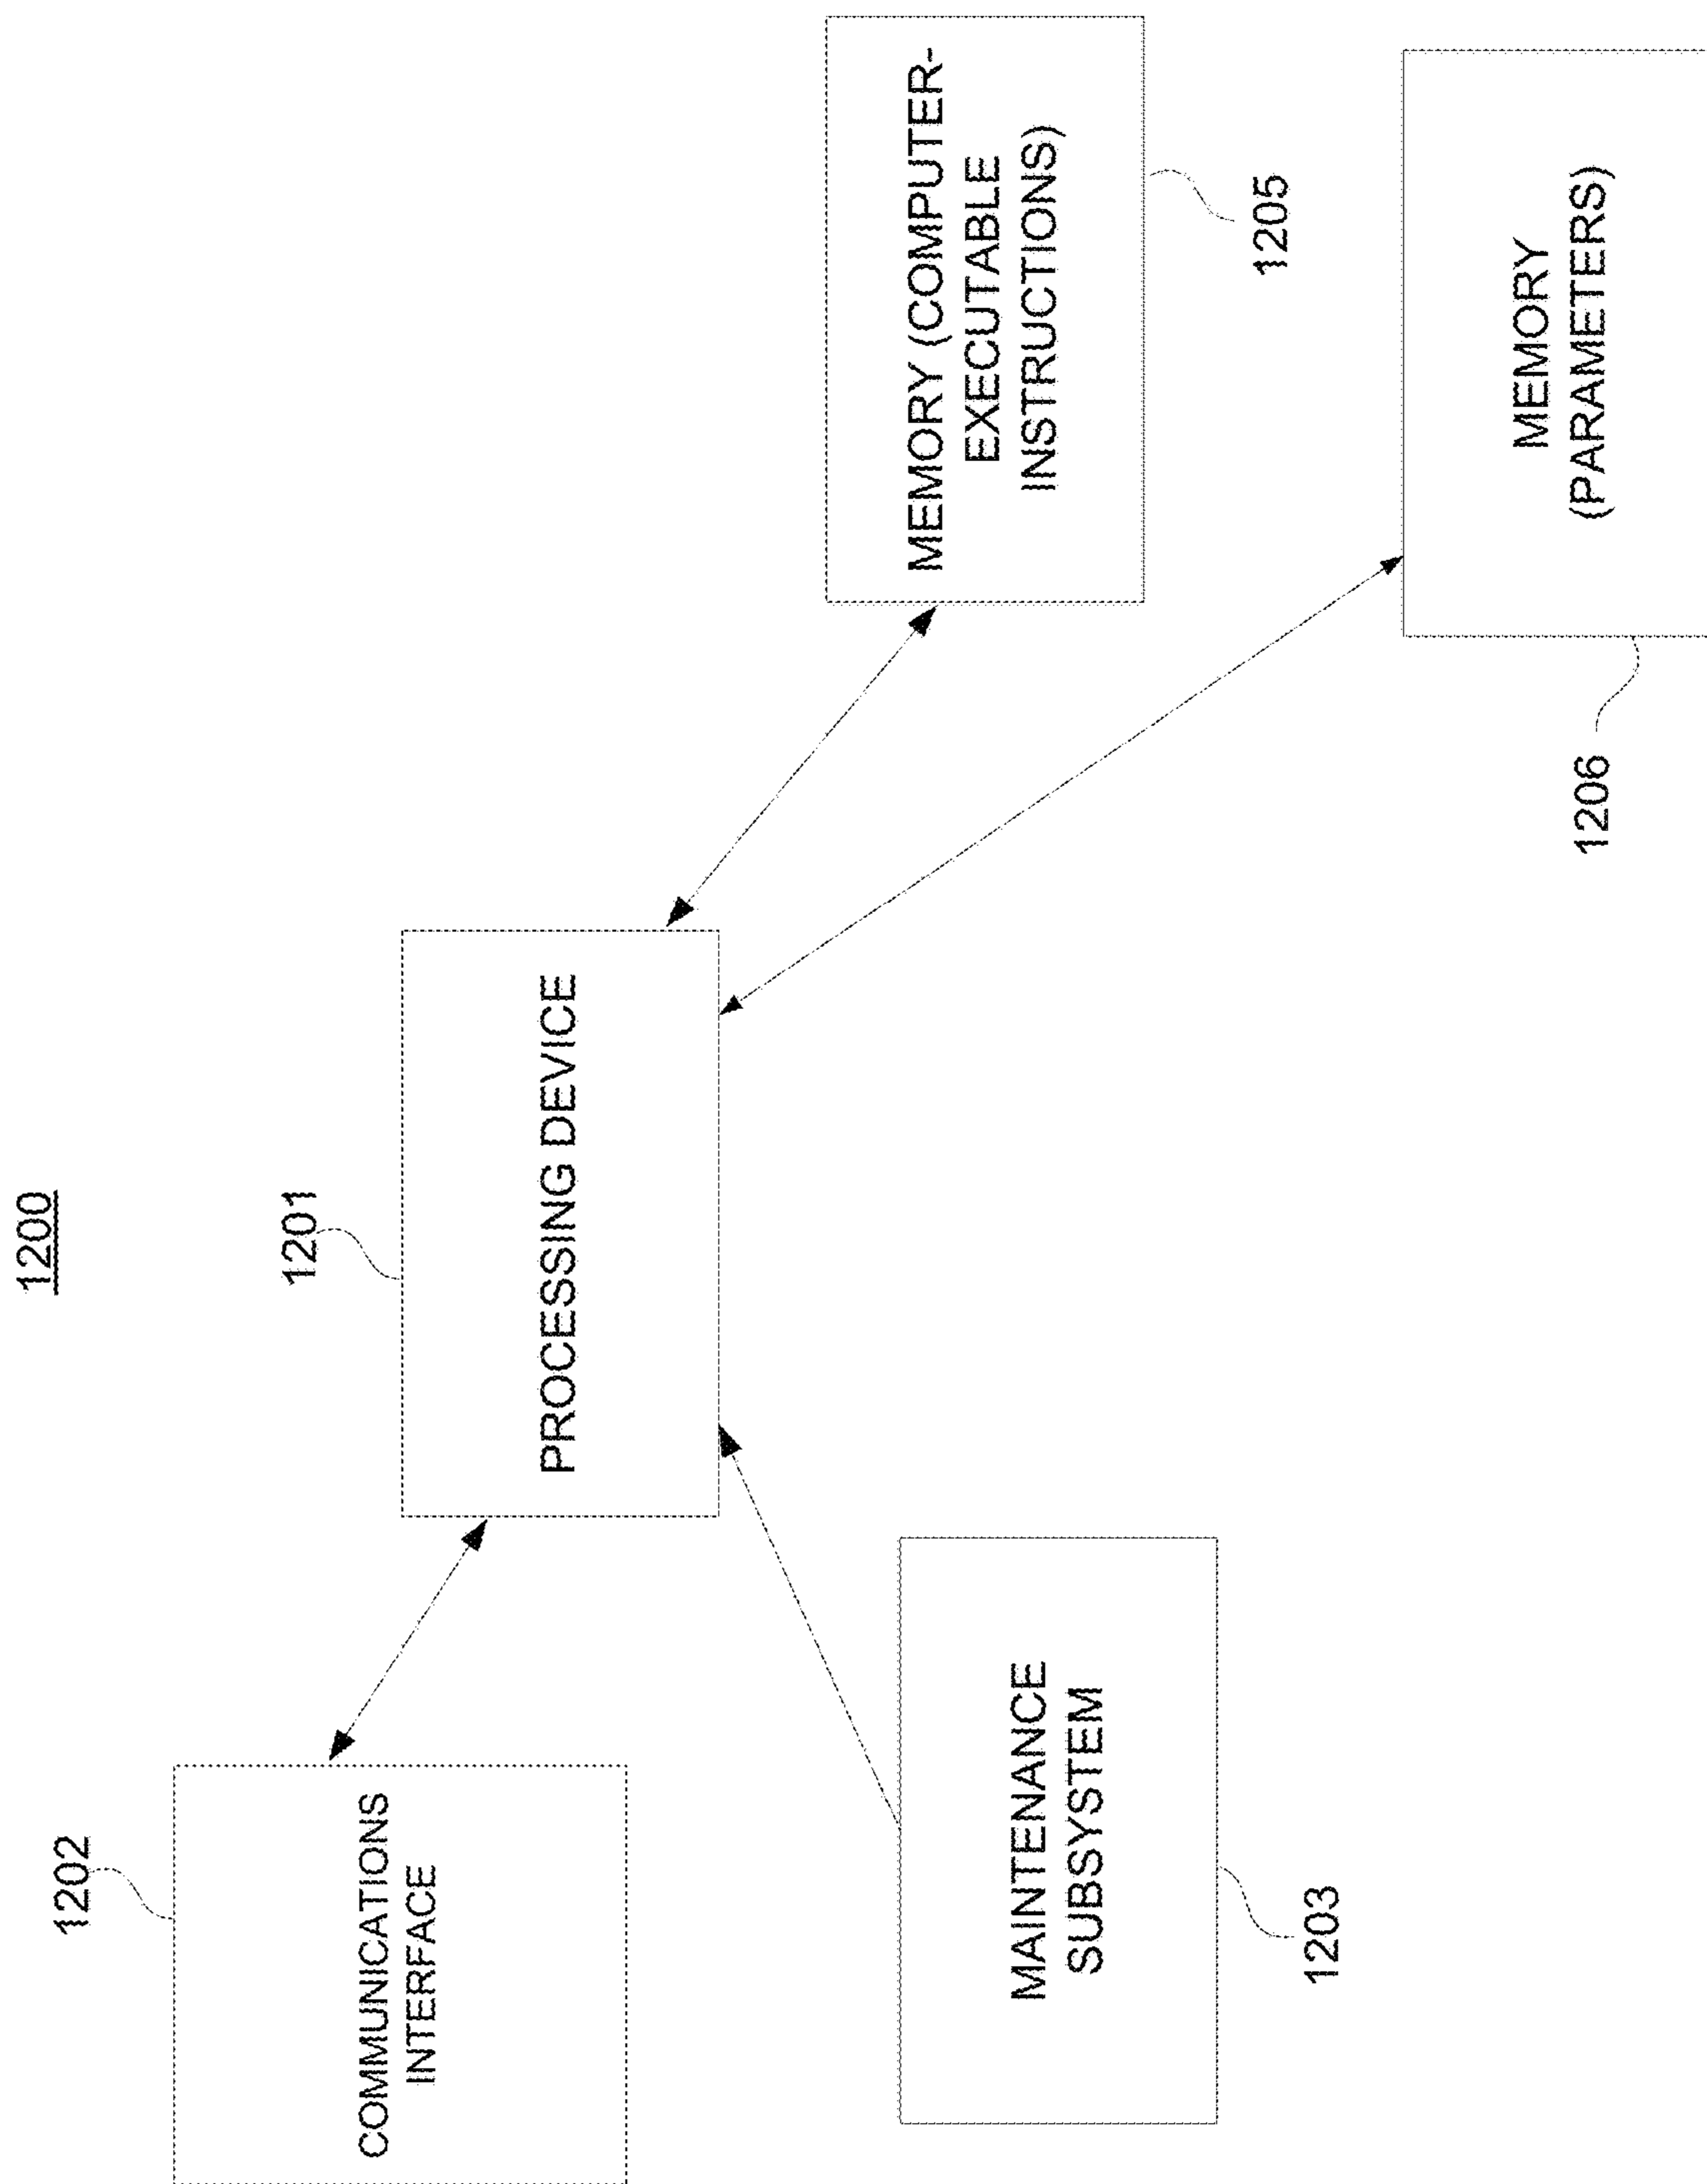 1200
1201
PROCESSING DEVICE
1202
COMMUNICATIONS
INTERFACE
MAINTENANCE
SUBSYSTEM
1203
MEMORY (COMPUTER-
EXECUTABLE
INSTRUCTIONS)
1205
MEMORY
(PARAMETERS)
1206